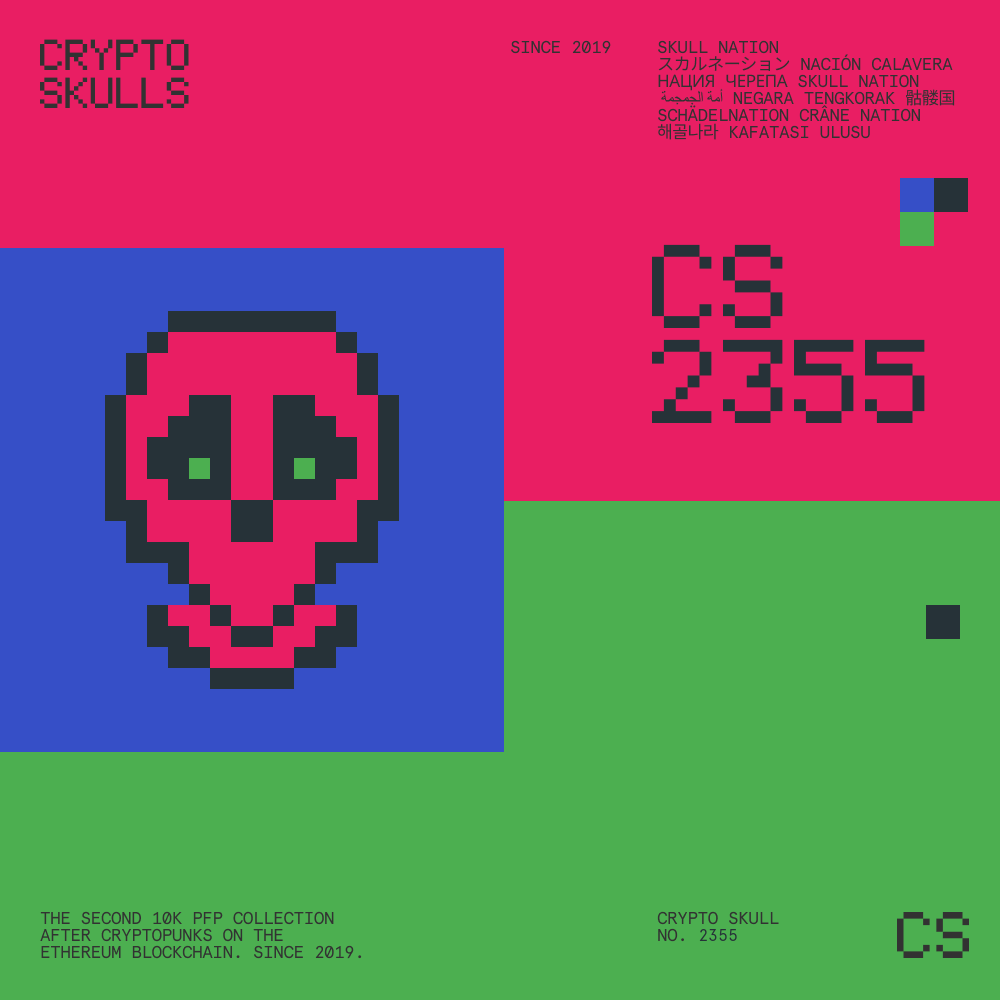 CRYPTO
SKULLS
SINCE 2019
SKULL NATION
スカルネーション NACIÓN CALAVERA
НАЦИЯ ЧЕРЕПА SKULL NATION
أمة الجمجمة NEGARA TENGKORAK 骷髅国
SCHÄDELNATION CRÂNE NATION
해골나라 KAFATASI ULUSU
CS
2355
THE SECOND 10K PFP COLLECTION
AFTER CRYPTOPUNKS ON THE
ETHEREUM BLOCKCHAIN. SINCE 2019.
CRYPTO SKULL
NO. 2355
CS